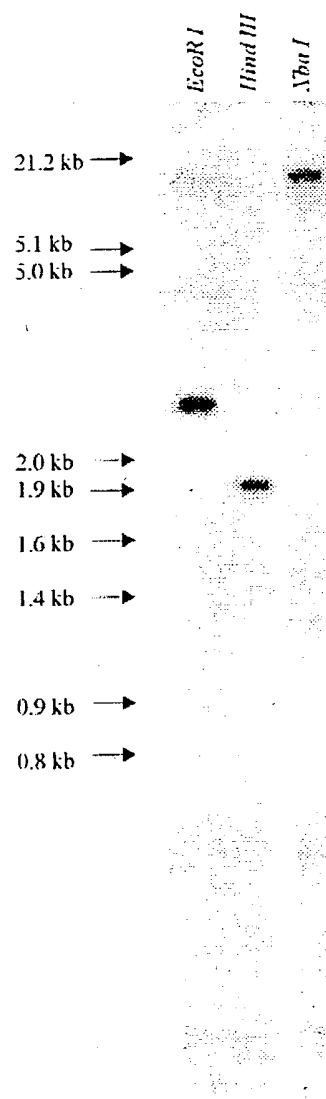 EcoR I
Hind III
Xba I
21.2 kb
5.1 kb
5.0 kb
2.0 kb
1.9 kb
1.6 kb
1.4 kb
0.9 kb
0.8 kb